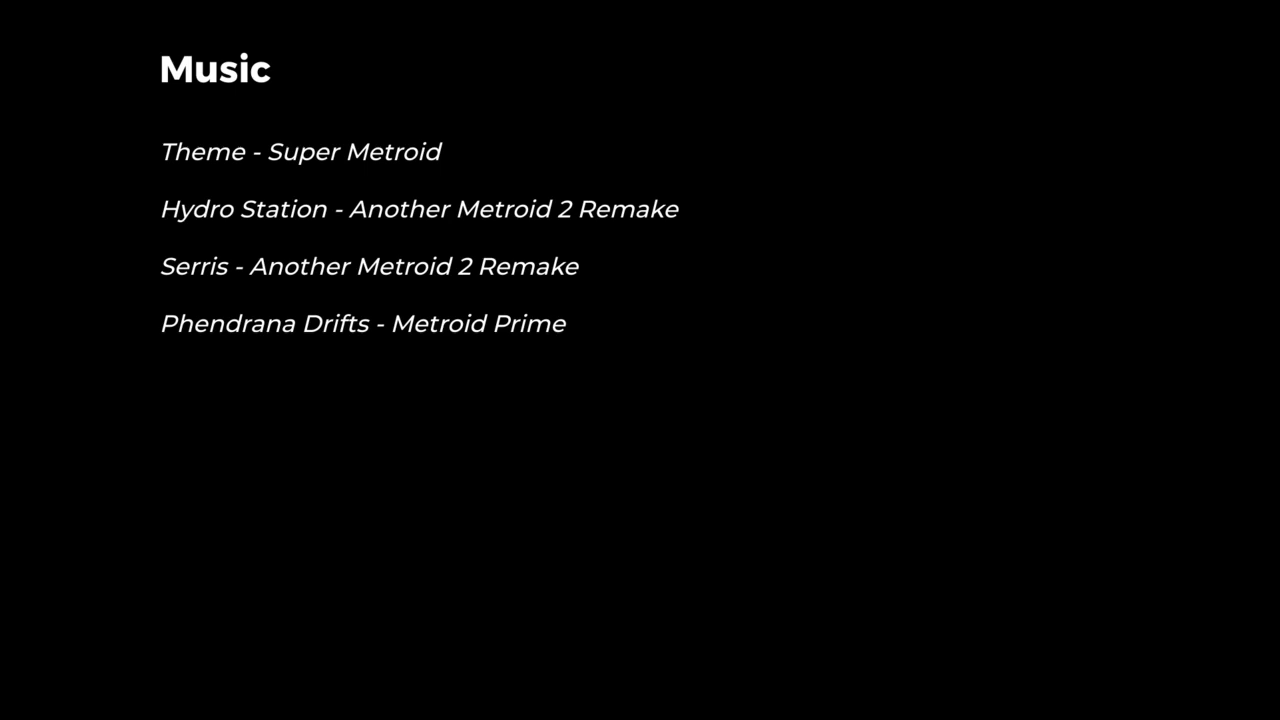 Music
Theme - Super Metroid
Hydro Station - Another Metroid 2 Remake
Serris - Another Metroid 2 Remake
Phendrana Drifts - Metroid Prime